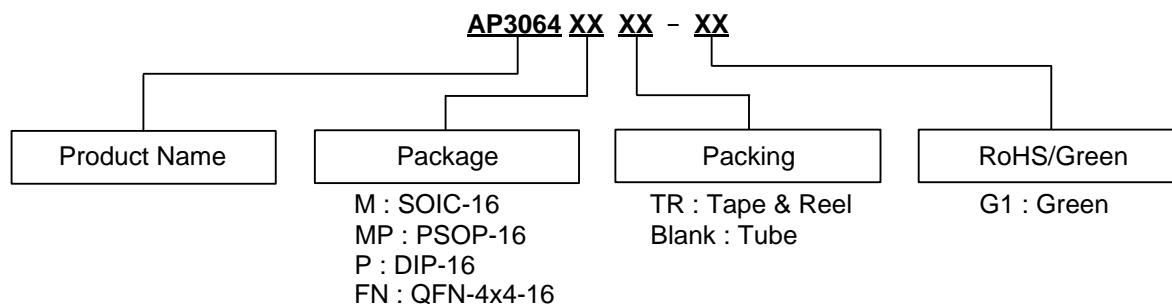 AP3064 XX XX - XX
Product Name
Package
Packing
RoHS/Green
M : SOIC-16
MP : PSOP-16
P : DIP-16
FN : QFN-4x4-16
TR : Tape & Reel
Blank : Tube
G1 : Green